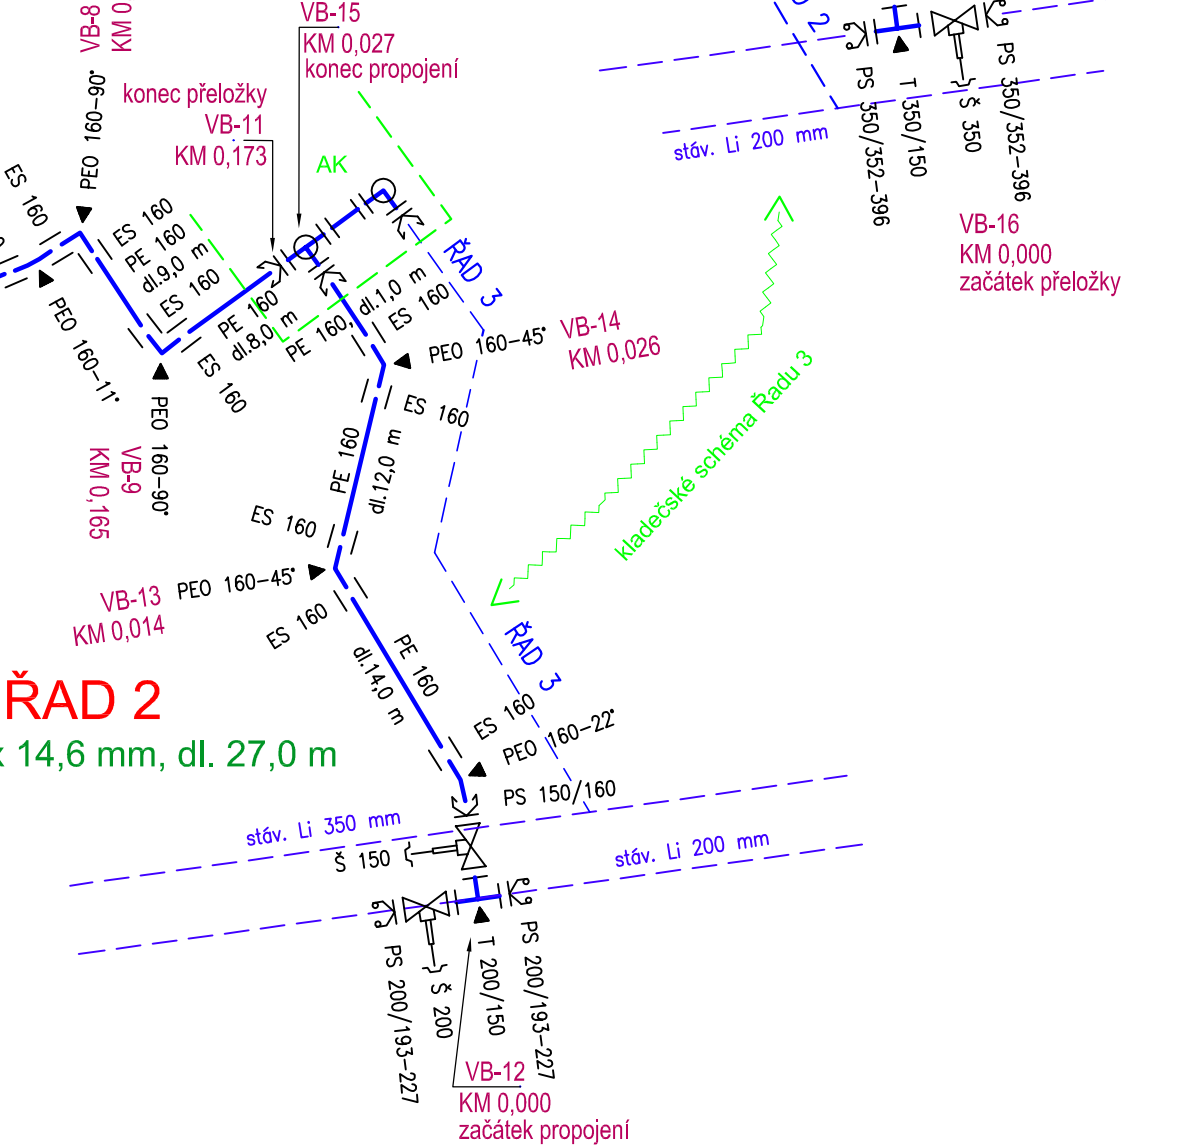 VB-8
KM 0
VB-15
KM 0,027
konec propojení
konec přeložky
VB-11
KM 0,173
AK
PEO 160-90°
ES 160
ES 160
PE 160
dl.9,0 m
ES 160
PEO 160-11°
PE 160
dl.8,0 m
ES 160
PE 160, dl.1,0 m
ES 160
ŘAD 3
PEO 160-45°
VB-14
KM 0,026
PEO 160-90°
VB-9
KM 0,165
ES 160
PE 160
dl.12,0 m
ES 160
PEO 160-45°
VB-13
KM 0,014
ES 160
PE 160
dl.14,0 m
ŘAD 3
ES 160
PEO 160-22°
PS 150/160
kladečské schéma Řadu 3
2
PS 350/352-396
T 350/150
Š 350
PS 350/352-396
stáv. Li 200 mm
VB-16
KM 0,000
začátek přeložky
ŘAD 2
x 14,6 mm, dl. 27,0 m
stáv. Li 350 mm
Š 150
stáv. Li 200 mm
PS 200/193-227
Š 200
T 200/150
PS 200/193-227
VB-12
KM 0,000
začátek propojení